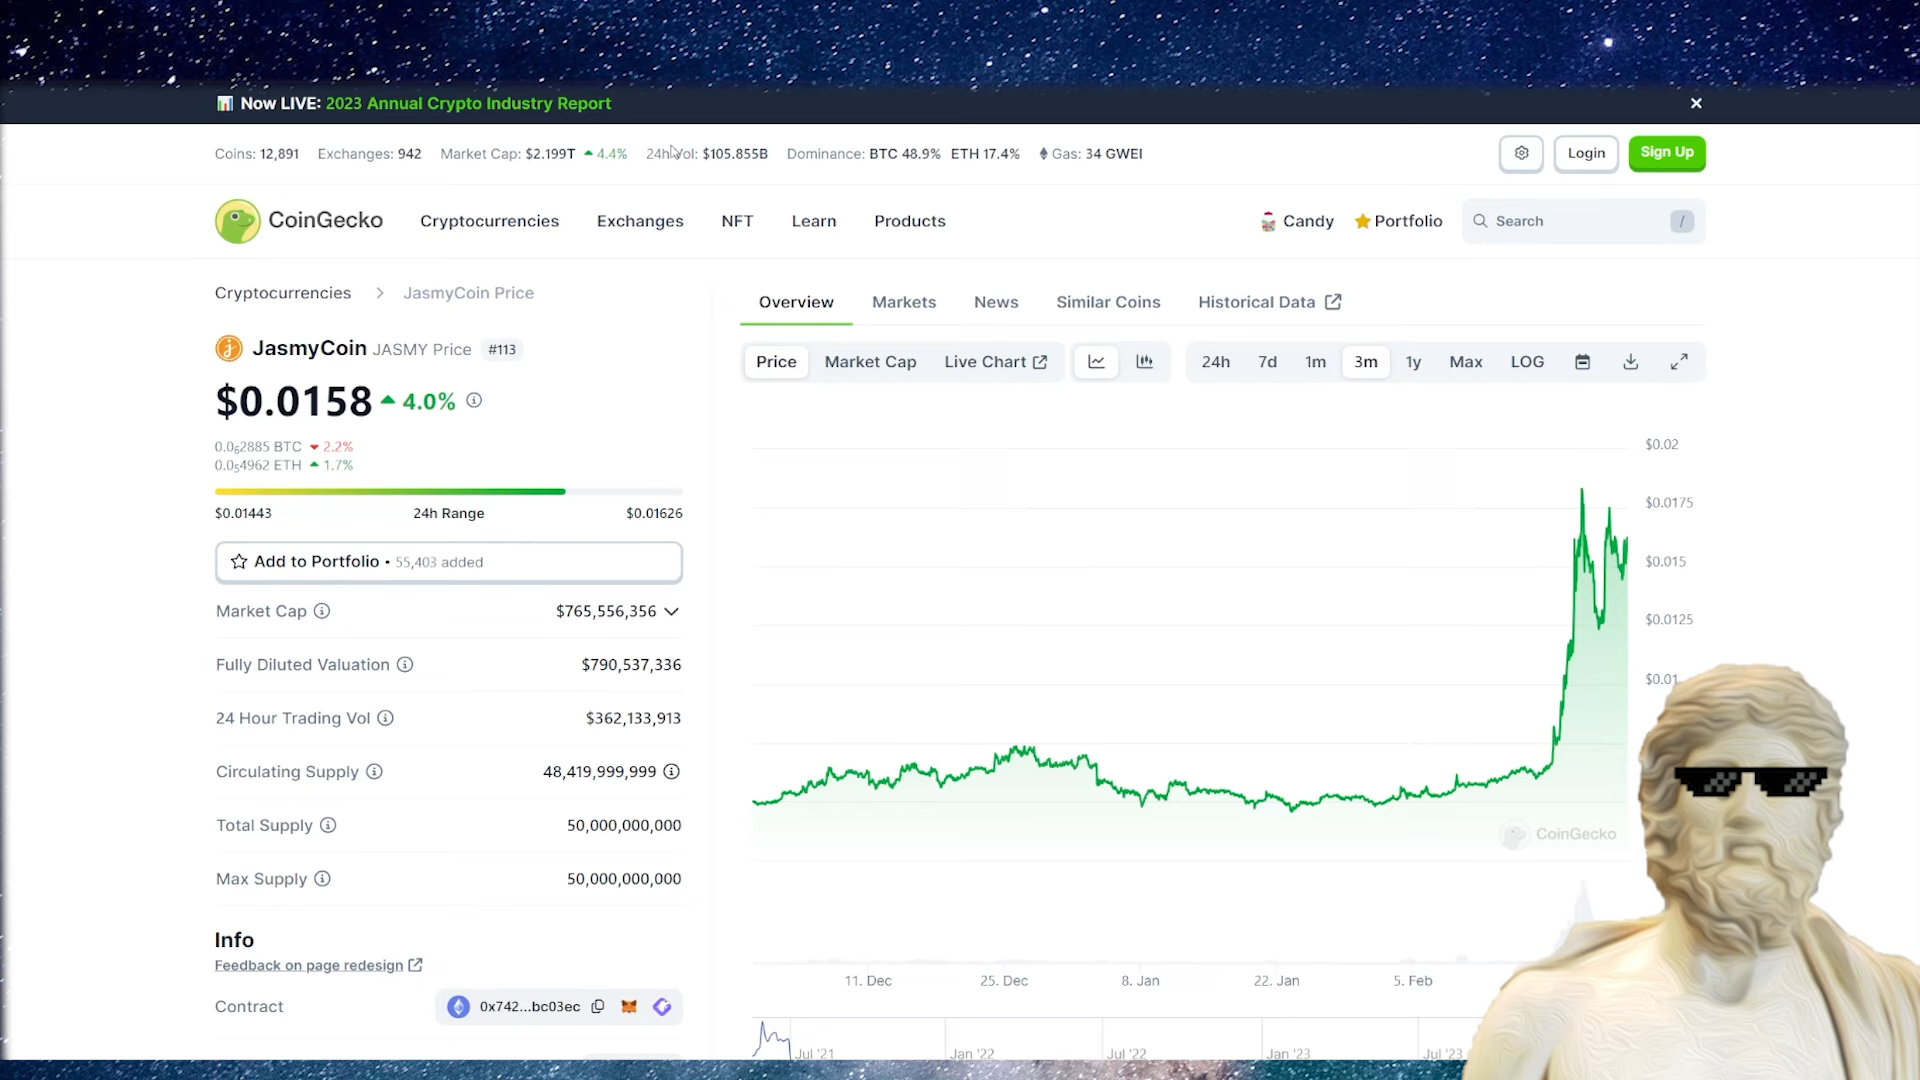 Now LIVE: 2023 Annual Crypto Industry Report
Coins: 12,891 Exchanges: 942 Market Cap: $2.199T 4.4% 24h Vol: $105.855B Dominance: BTC 48.9% ETH 17.4% Gas: 34 GWEI
Login
Sign Up
CoinGecko Cryptocurrencies Exchanges NFT Learn Products Candy Portfolio Search /
Cryptocurrencies > JasmyCoin Price
JasmyCoin JASMY Price #113
$0.0158 4.0%
0.0₆2885 BTC 2.2%
0.0₅4962 ETH 1.7%
$0.01443 24h Range $0.01626
Add to Portfolio • 55,403 added
Market Cap $765,556,356
Fully Diluted Valuation $790,537,336
24 Hour Trading Vol $362,133,913
Circulating Supply 48,419,999,999
Total Supply 50,000,000,000
Max Supply 50,000,000,000
Info
Feedback on page redesign
Contract 0x742...bc03ec
Overview Markets News Similar Coins Historical Data
Price Market Cap Live Chart 24h 7d 1m 3m 1y Max LOG
$0.02
$0.0175
$0.015
$0.0125
$0.01
CoinGecko
11. Dec 25. Dec 8. Jan 22. Jan 5. Feb
Jul '21 Jan '22 Jul '22 Jan '23 Jul '23